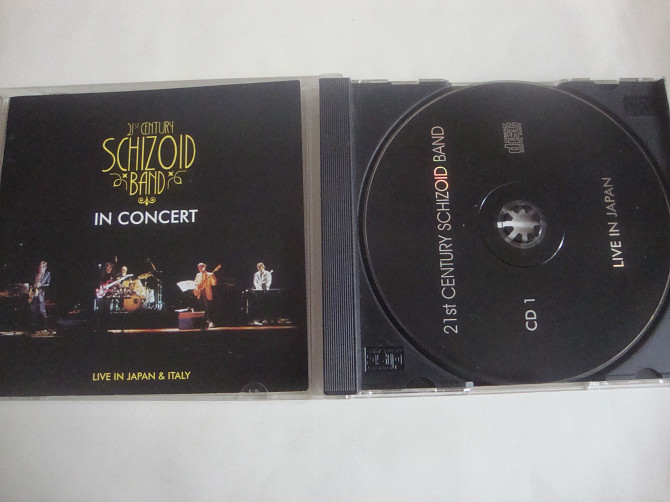 21ST CENTURY
SCHIZOID
BAND
IN CONCERT
LIVE IN JAPAN & ITALY
21st CENTURY SCHIZOID BAND
CD 1
LIVE IN JAPAN
disc